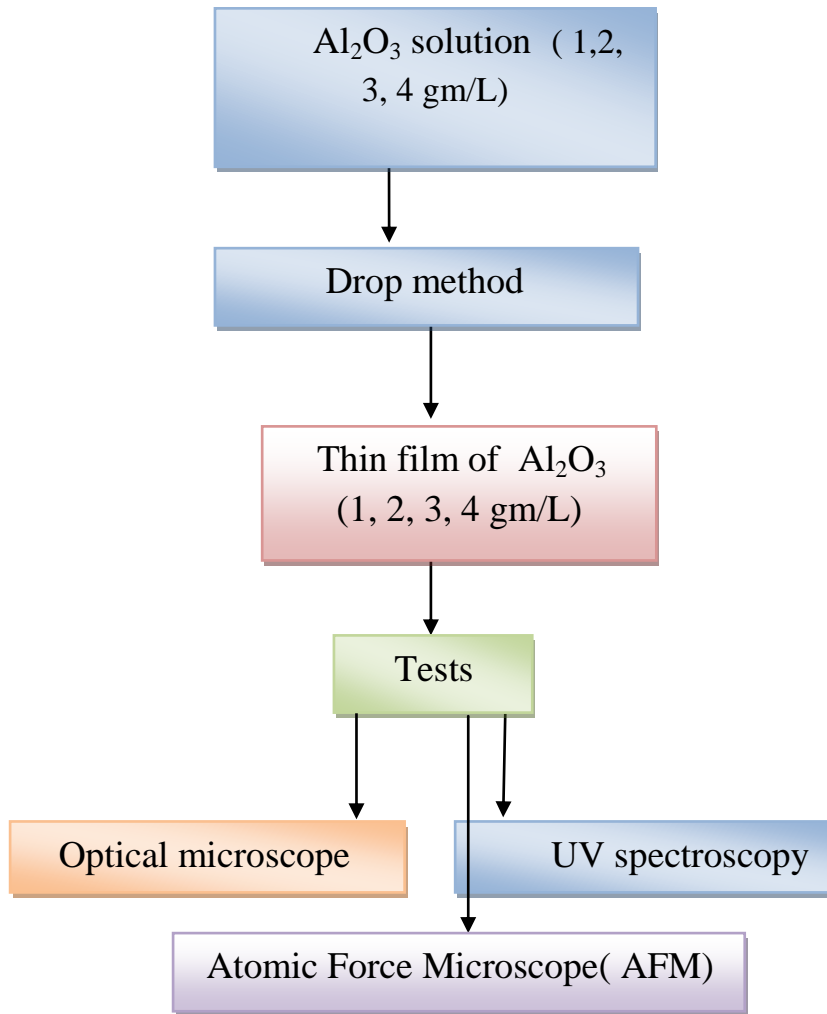 Al₂O₃ solution ( 1,2,
3, 4 gm/L)
Drop method
Thin film of Al₂O₃
(1, 2, 3, 4 gm/L)
Tests
Optical microscope
UV spectroscopy
Atomic Force Microscope( AFM)